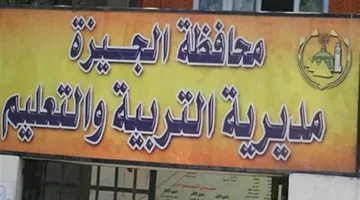 محافظة الجيزة
مديرية التربية والتعليم